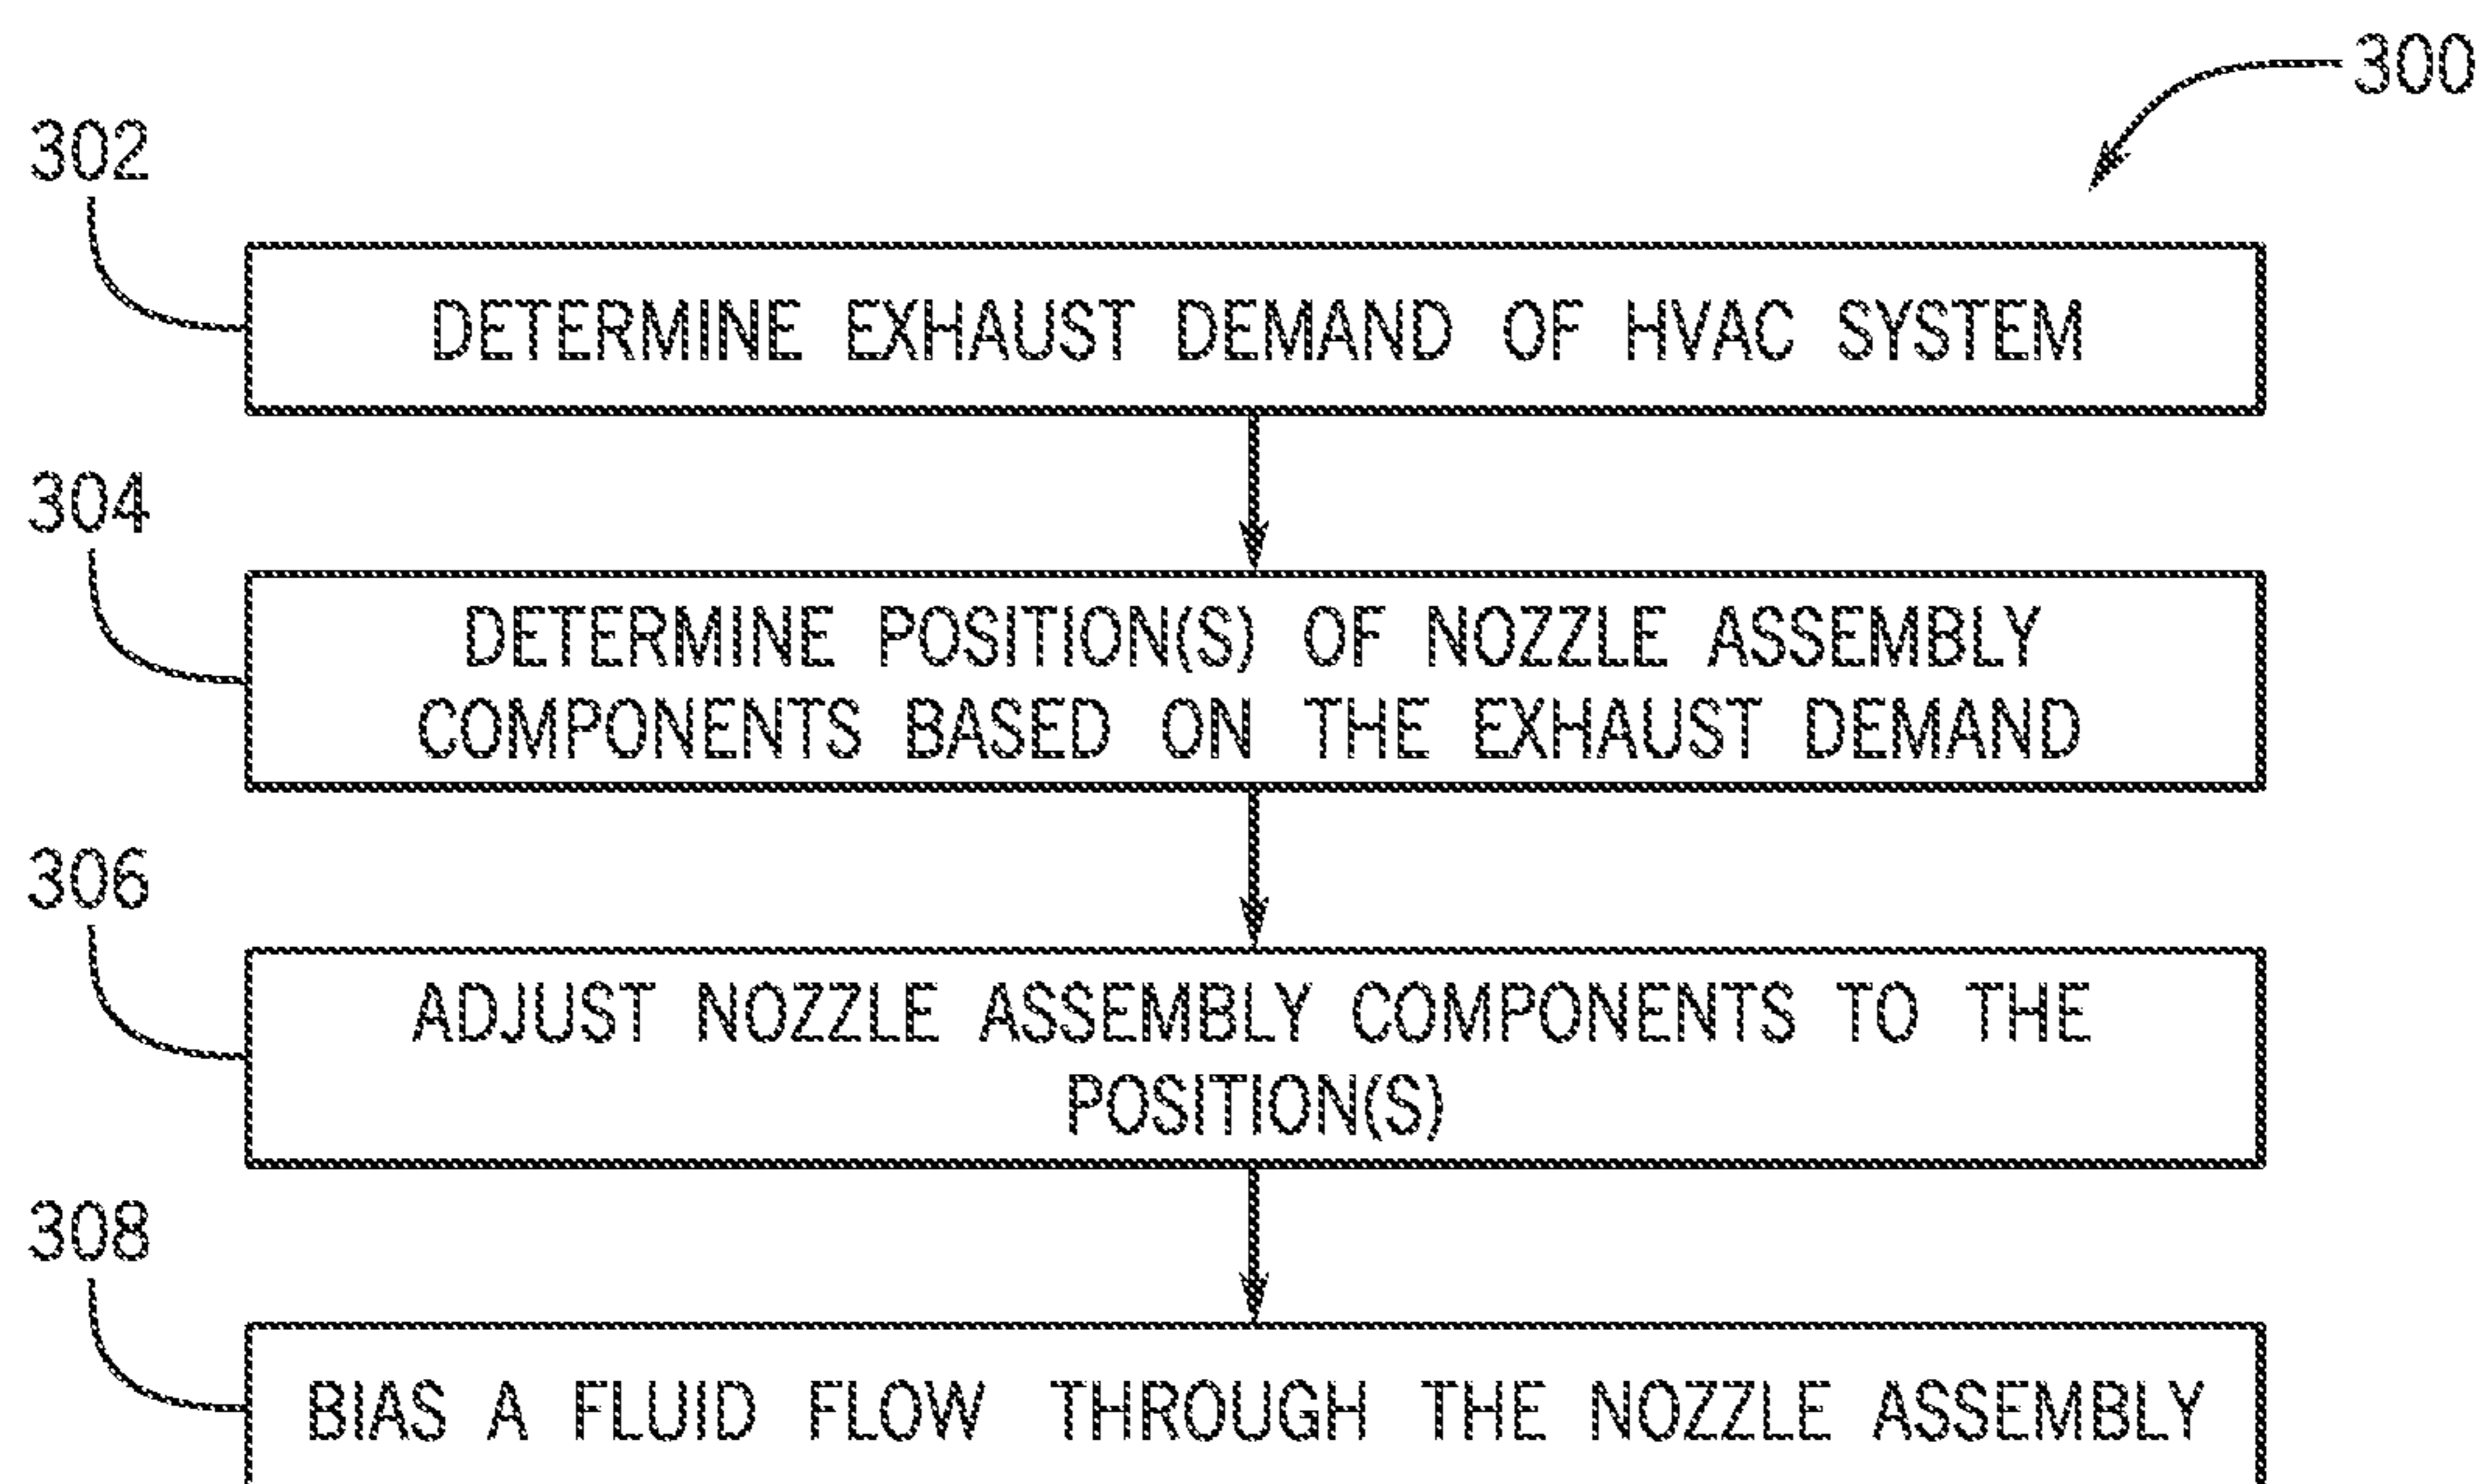 300
302
DETERMINE EXHAUST DEMAND OF HVAC SYSTEM
304
DETERMINE POSITION(S) OF NOZZLE ASSEMBLY
COMPONENTS BASED ON THE EXHAUST DEMAND
306
ADJUST NOZZLE ASSEMBLY COMPONENTS TO THE
POSITION(S)
308
BIAS A FLUID FLOW THROUGH THE NOZZLE ASSEMBLY